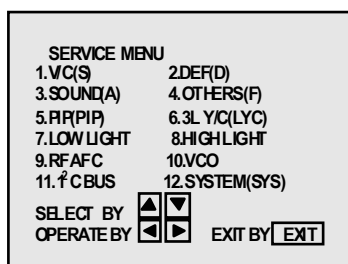 SERVICE MENU
1.V/C(S) 2.DEF(D)
3.SOUND(A) 4.OTHERS(F)
5.PIP(PIP) 6.3L Y/C(LYC)
7.LOW LIGHT 8.HIGH LIGHT
9.RF AFC 10.VCO
11.I²C BUS 12.SYSTEM(SYS)
SELECT BY ▲ ▼
OPERATE BY ◀ ▶ EXIT BY EXIT